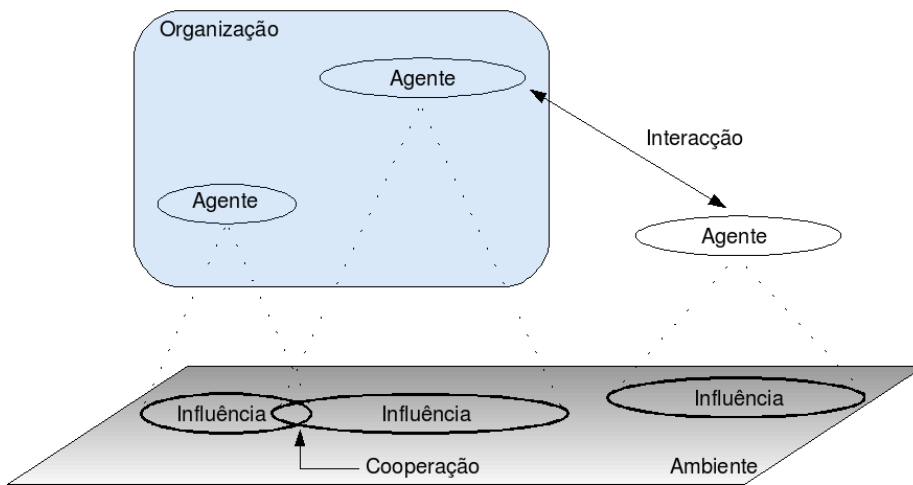 Organização
Agente
Interacção
Agente
Agente
Influência
Influência
Influência
Cooperação
Ambiente